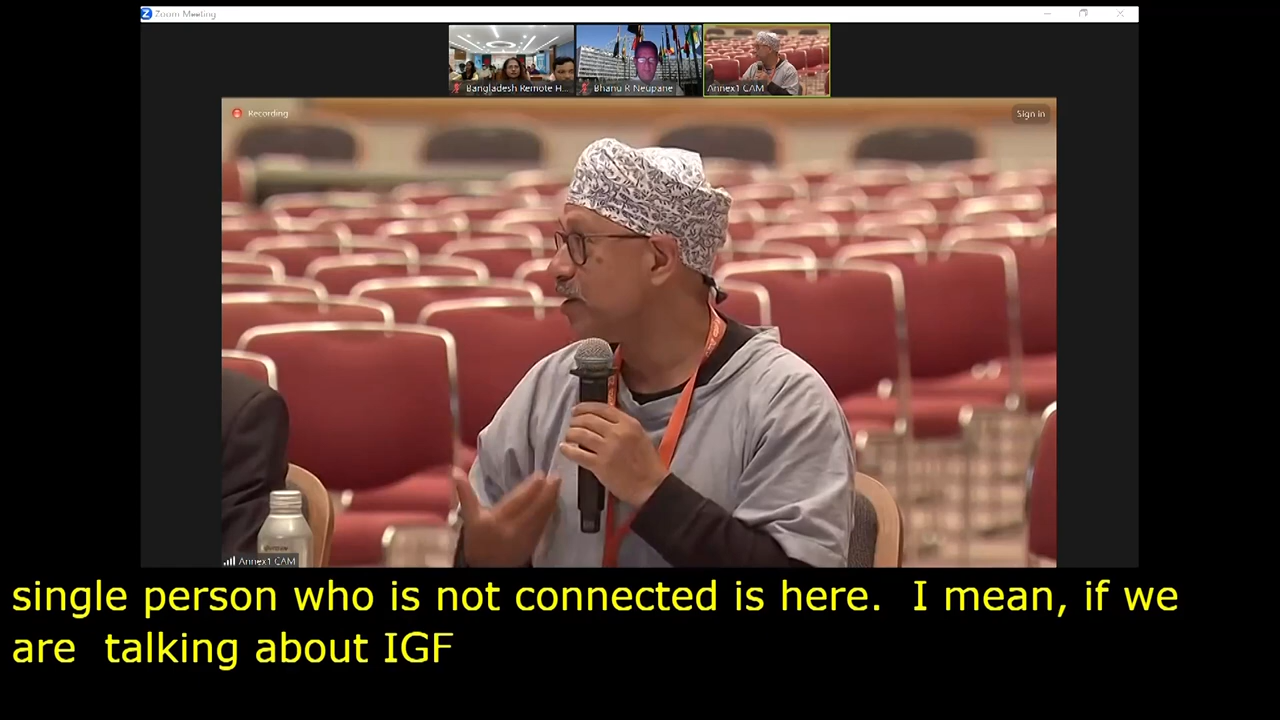 Zoom Meeting
Bangladesh Remote H...
Bhanu R Neupane
Annex1 CAM
Recording
Sign in
Annex1 CAM
single person who is not connected is here.  I mean, if we
are  talking about IGF